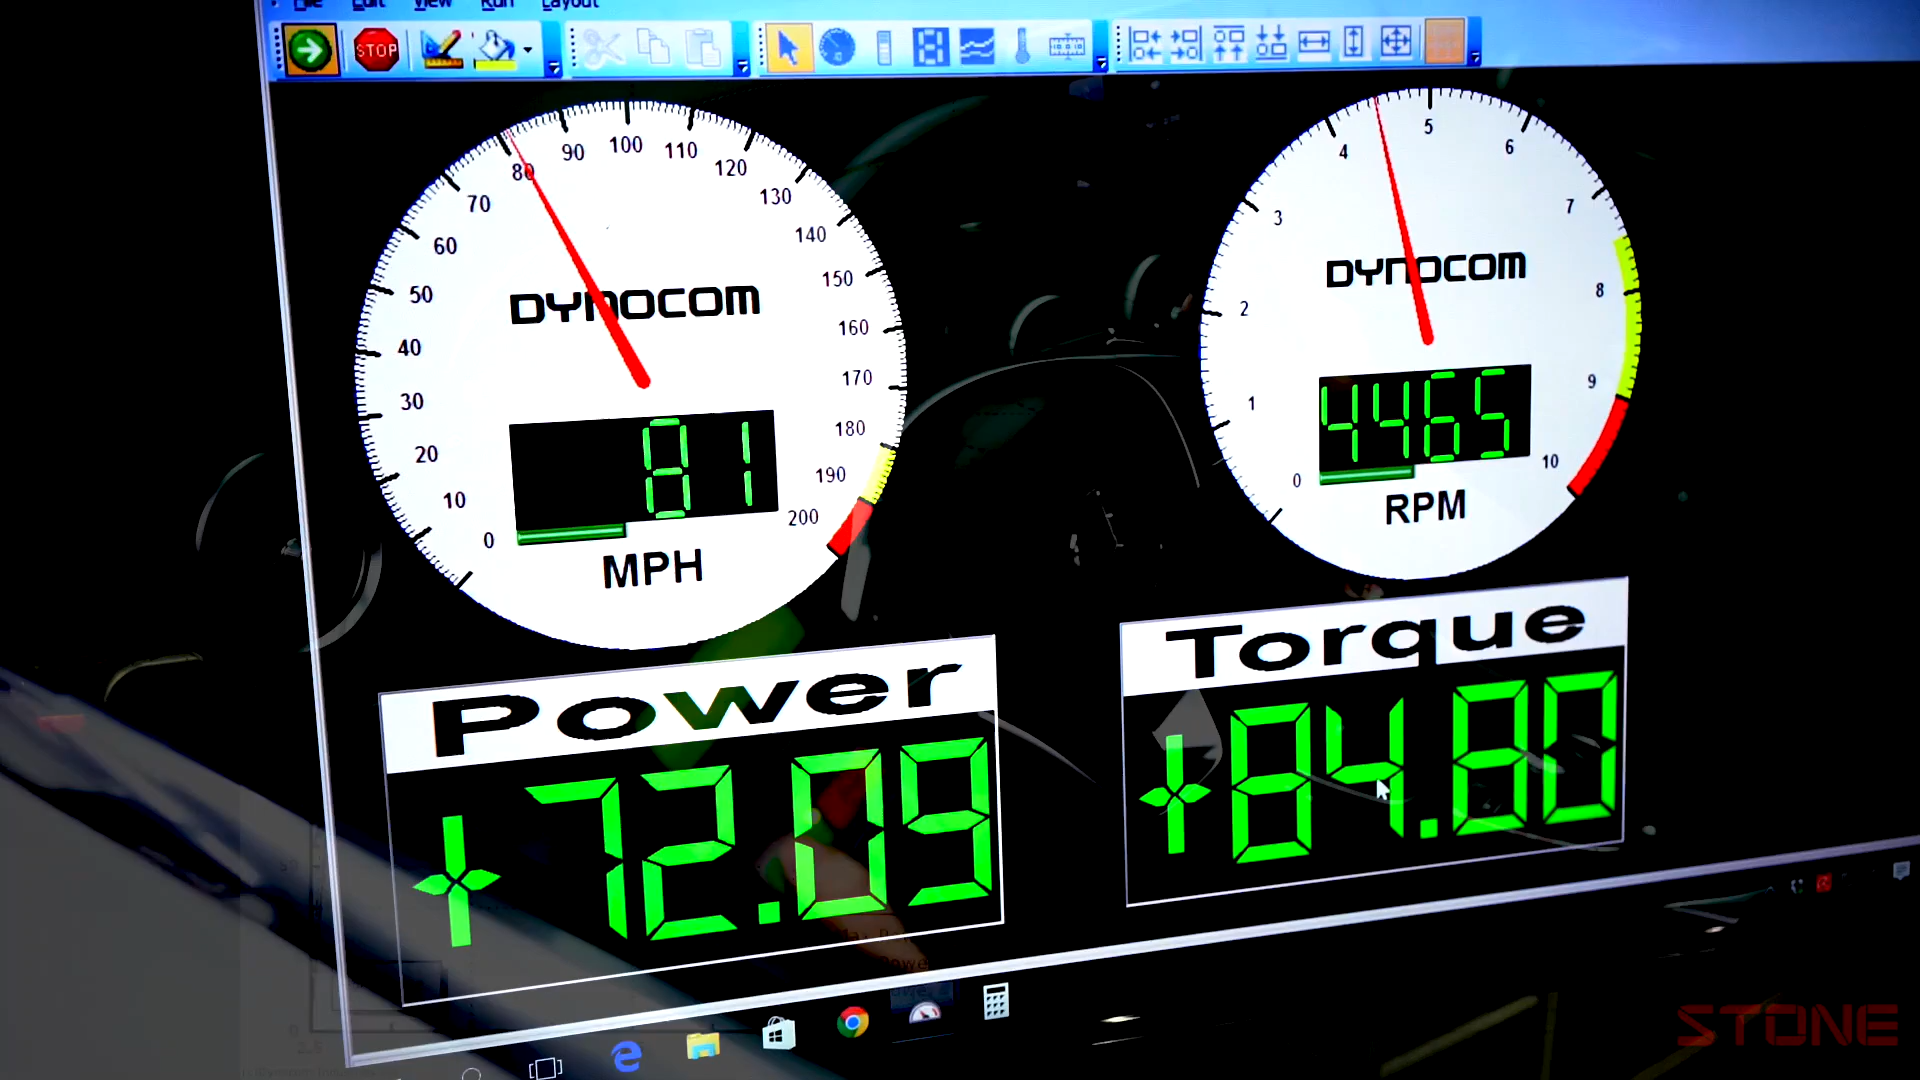 File Edit View Run Layout
STOP
0 10 20 30 40 50 60 70 80 90 100 110 120 130 140 150 160 170 180 190 200
DYNOCOM
81
MPH
0 1 2 3 4 5 6 7 8 9 10
DYNOCOM
4465
RPM
Power
+72.09
Torque
+84.80
STONE